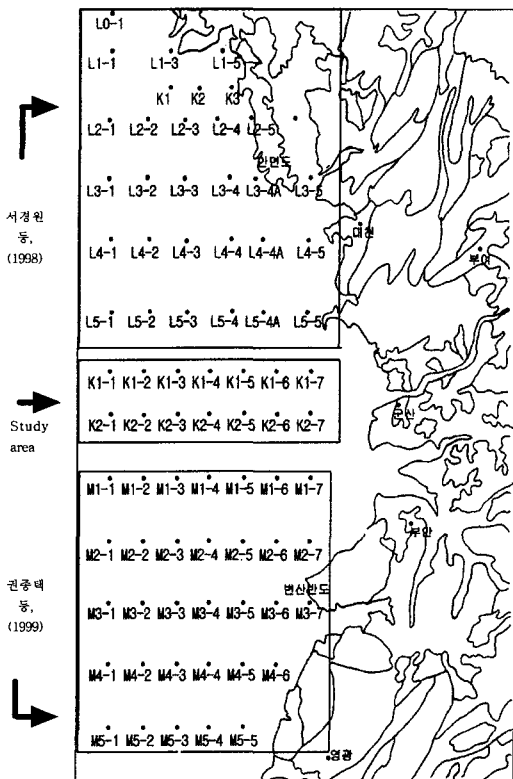 L0-1
L1-1 L1-3 L1-5
K1 K2 K3
L2-1 L2-2 L2-3 L2-4 L2-5
안면도
L3-1 L3-2 L3-3 L3-4 L3-4A L3-5
서경원
등,
(1998)
대천
L4-1 L4-2 L4-3 L4-4 L4-4A L4-5
부여
L5-1 L5-2 L5-3 L5-4 L5-4A L5-5
K1-1 K1-2 K1-3 K1-4 K1-5 K1-6 K1-7
Study
area
군산
K2-1 K2-2 K2-3 K2-4 K2-5 K2-6 K2-7
M1-1 M1-2 M1-3 M1-4 M1-5 M1-6 M1-7
부안
M2-1 M2-2 M2-3 M2-4 M2-5 M2-6 M2-7
변산반도
권중택
등,
(1999)
M3-1 M3-2 M3-3 M3-4 M3-5 M3-6 M3-7
M4-1 M4-2 M4-3 M4-4 M4-5 M4-6
M5-1 M5-2 M5-3 M5-4 M5-5
영광